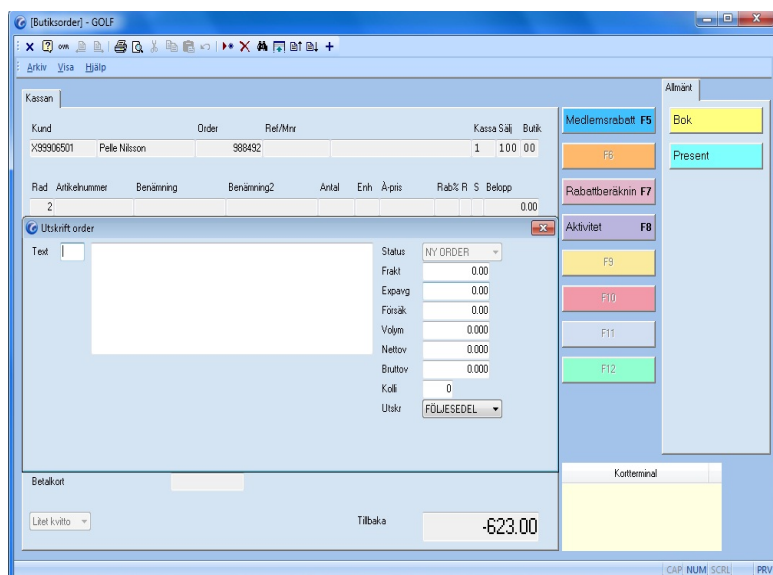 [Butiksorder] - GOLF
OVR
Arkiv Visa Hjälp
Kassan
Kund Order Ref/Mnr Kassa Sälj Butik
X99906501 Pelle Nilsson 988492 1 100 00
Rad Artikelnummer Benämning Benämning2 Antal Enh À-pris Rab% R S Belopp
2 0.00
Utskrift order
Text Status NY ORDER
Frakt 0.00
Expavg 0.00
Försäk 0.00
Volym 0.000
Nettov 0.000
Bruttov 0.000
Kolli 0
Utskr FÖLJESEDEL
Betalkort
Litet kvitto Tillbaka -623.00
Medlemsrabatt F5
F6
Rabattberäknin F7
Aktivitet F8
F9
F10
F11
F12
Allmänt
Bok
Present
Kortterminal
CAP NUM SCRL PRV